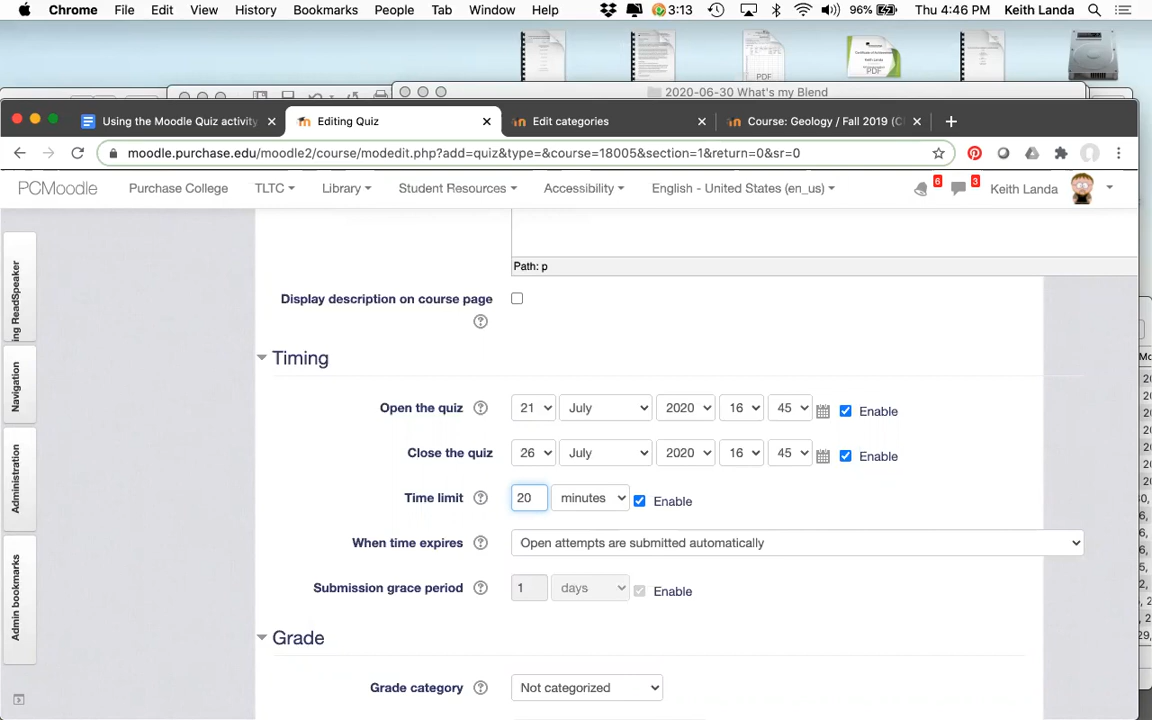 Chrome File Edit View History Bookmarks People Tab Window Help 3:13 96% Thu 4:46 PM Keith Landa
PDF
PDF
2020-06-30 What's my Blend
Using the Moodle Quiz activity
Editing Quiz
Edit categories
Course: Geology / Fall 2019 (C
moodle.purchase.edu/moodle2/course/modedit.php?add=quiz&type=&course=18005&section=1&return=0&sr=0
PCMoodle Purchase College TLTC Library Student Resources Accessibility English - United States (en_us) 6 3 Keith Landa
ng ReadSpeaker
Navigation
Administration
Admin bookmarks
Path: p
Display description on course page
Timing
Open the quiz 21 July 2020 16 45 Enable
Close the quiz 26 July 2020 16 45 Enable
Time limit 20 minutes Enable
When time expires Open attempts are submitted automatically
Submission grace period 1 days Enable
Grade
Grade category Not categorized